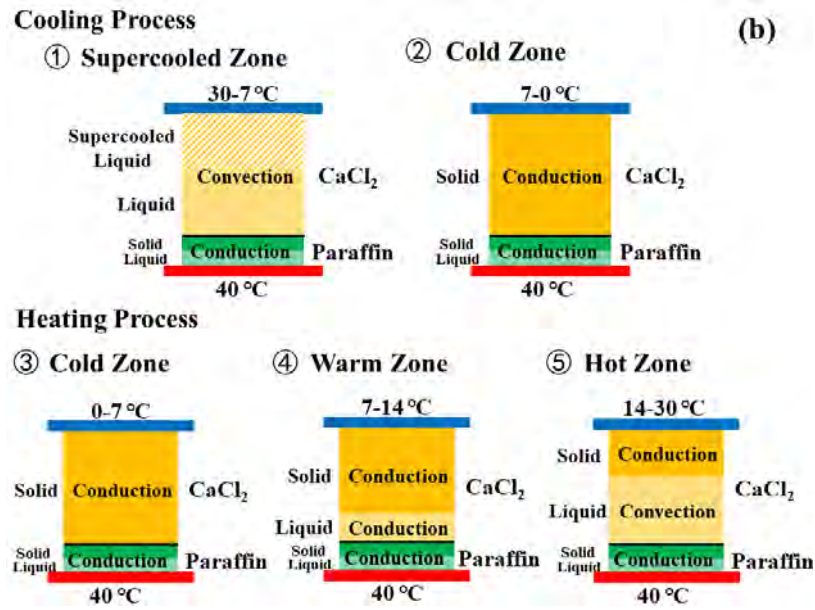 Cooling Process
(b)
① Supercooled Zone
② Cold Zone
30-7 °C
7-0 °C
Supercooled
Liquid
Convection
CaCl₂
Liquid
Solid
Conduction
CaCl₂
Solid
Liquid
Conduction
Paraffin
Solid
Liquid
Conduction
Paraffin
40 °C
40 °C
Heating Process
③ Cold Zone
④ Warm Zone
⑤ Hot Zone
0-7 °C
7-14 °C
14-30 °C
Solid
Conduction
CaCl₂
Solid
Liquid
Conduction
Paraffin
40 °C
Solid
Conduction
CaCl₂
Liquid
Conduction
Solid
Liquid
Conduction
Paraffin
40 °C
Solid
Conduction
CaCl₂
Liquid
Convection
Solid
Liquid
Conduction
Paraffin
40 °C